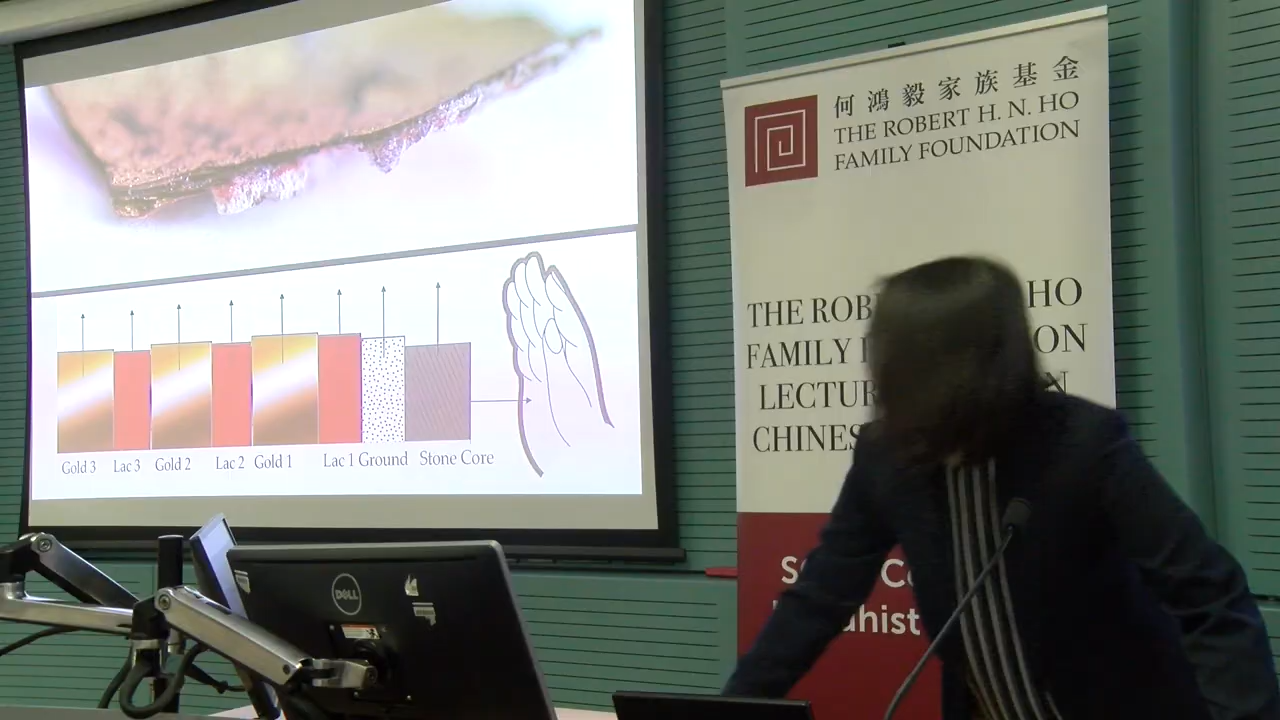 何鴻毅家族基金
THE ROBERT H. N. HO
FAMILY FOUNDATION
THE ROB HO
FAMILY ON
LECTUR N
CHINES
Gold 3 Lac 3 Gold 2 Lac 2 Gold 1 Lac 1 Ground Stone Core
DELL